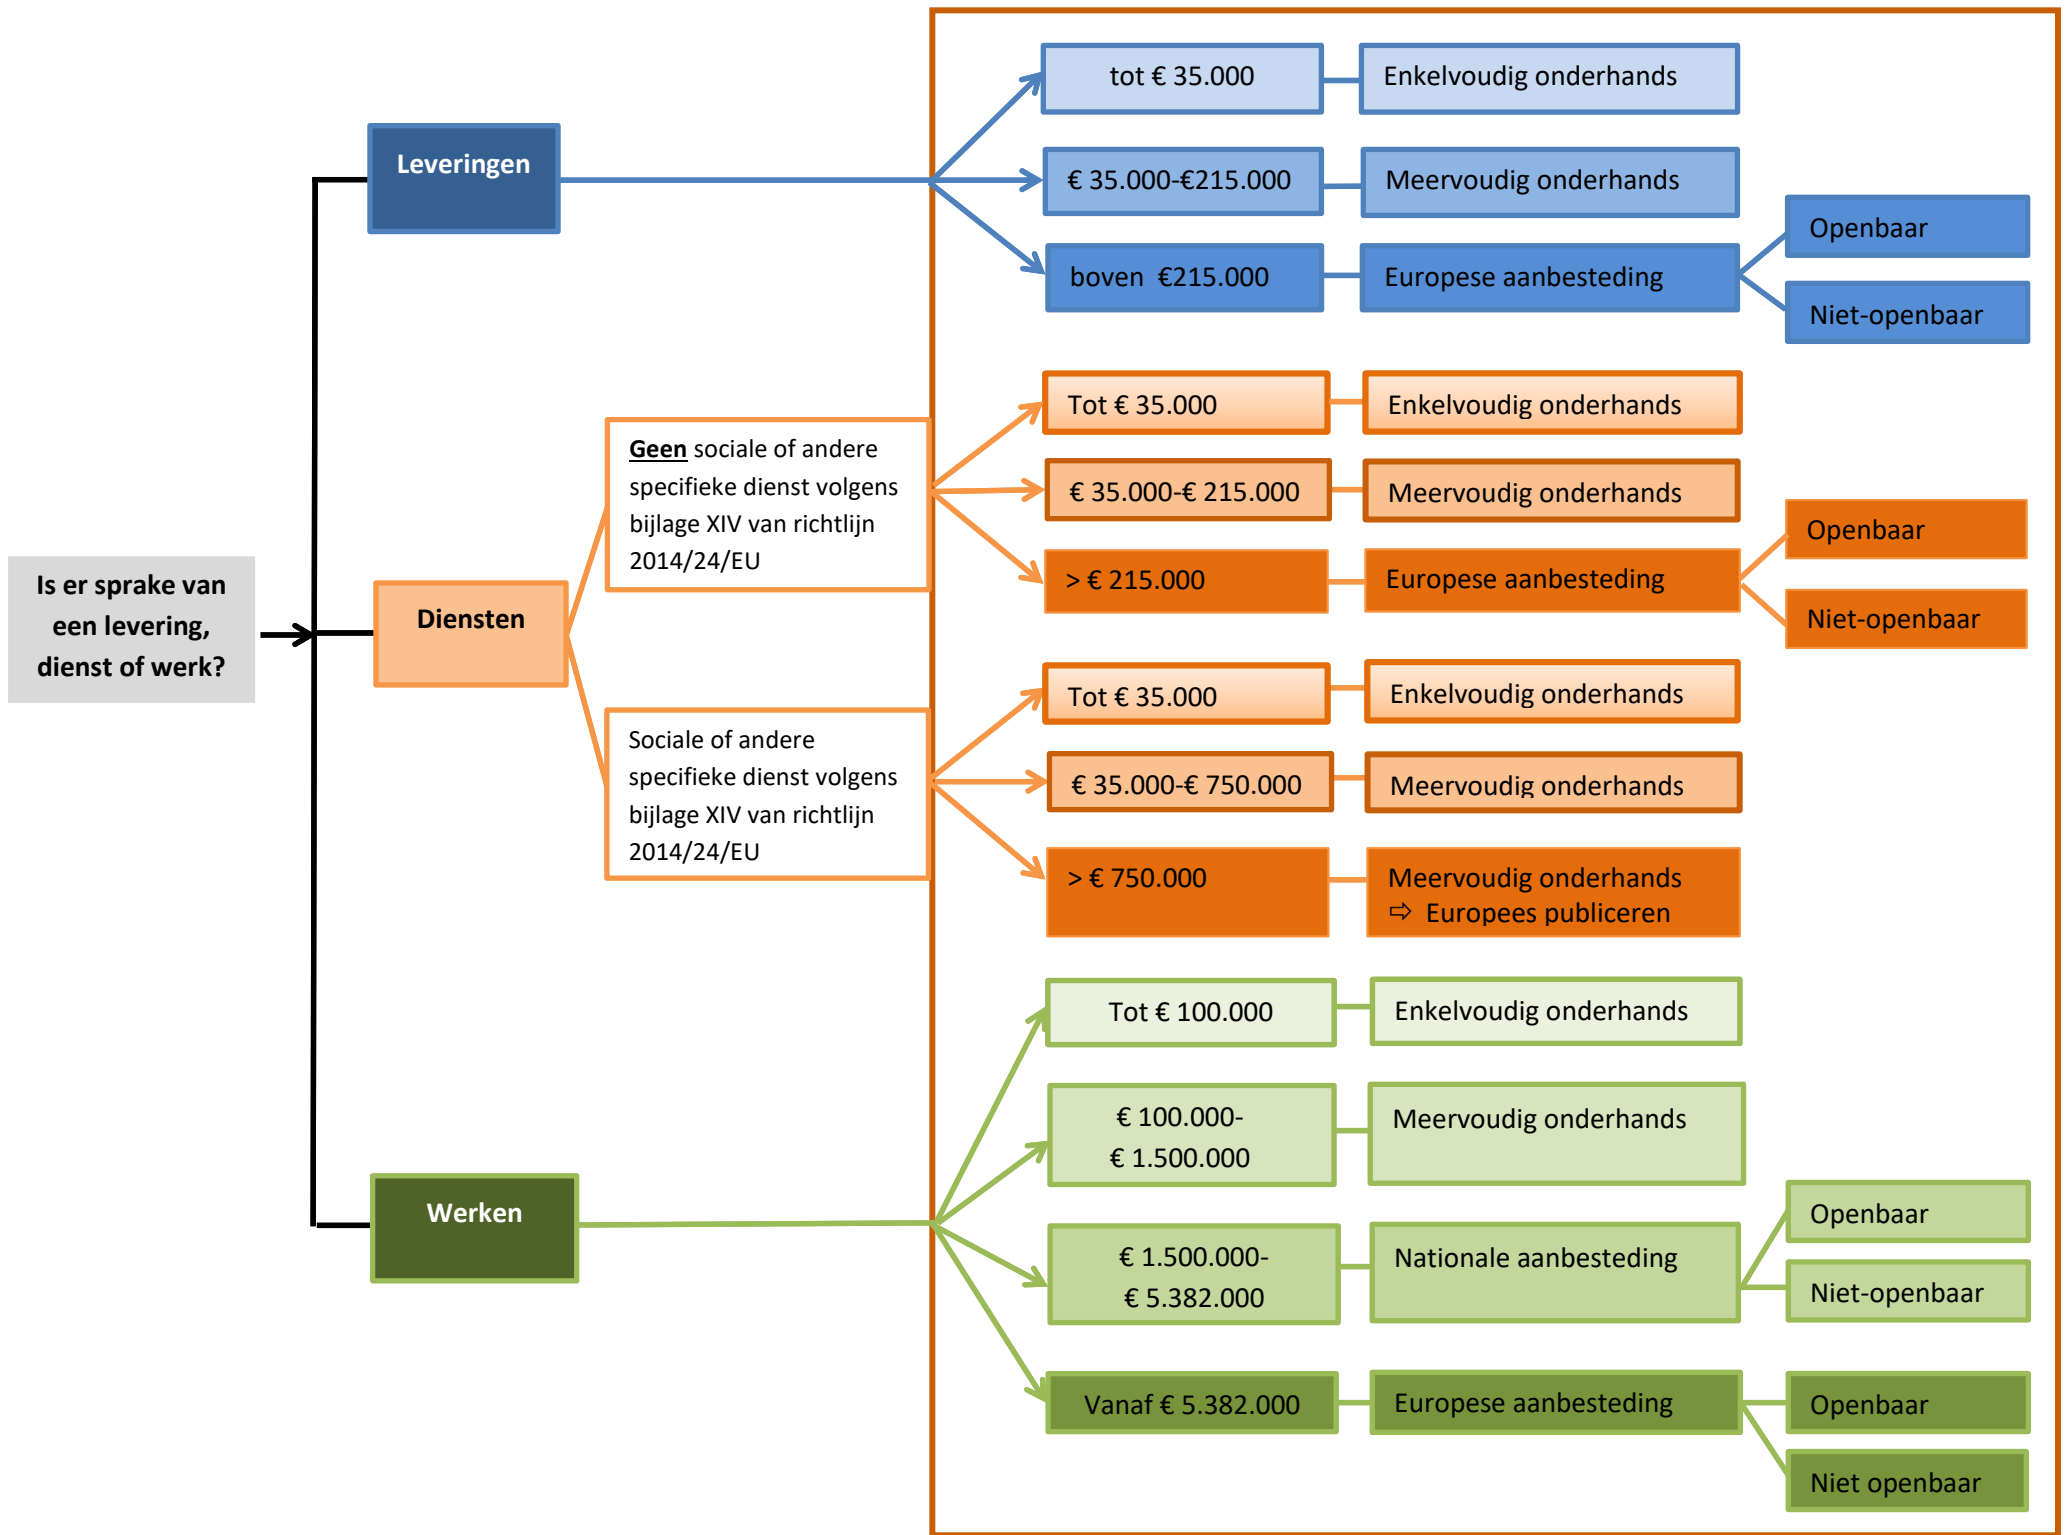 Is er sprake van
een levering,
dienst of werk?
Leveringen
tot € 35.000
Enkelvoudig onderhands
€ 35.000-€215.000
Meervoudig onderhands
boven  €215.000
Europese aanbesteding
Openbaar
Niet-openbaar
Diensten
Geen sociale of andere
specifieke dienst volgens
bijlage XIV van richtlijn
2014/24/EU
Tot € 35.000
Enkelvoudig onderhands
€ 35.000-€ 215.000
Meervoudig onderhands
> € 215.000
Europese aanbesteding
Openbaar
Niet-openbaar
Sociale of andere
specifieke dienst volgens
bijlage XIV van richtlijn
2014/24/EU
Tot € 35.000
Enkelvoudig onderhands
€ 35.000-€ 750.000
Meervoudig onderhands
> € 750.000
Meervoudig onderhands
⇨ Europees publiceren
Werken
Tot € 100.000
Enkelvoudig onderhands
€ 100.000-
€ 1.500.000
Meervoudig onderhands
€ 1.500.000-
€ 5.382.000
Nationale aanbesteding
Openbaar
Niet-openbaar
Vanaf € 5.382.000
Europese aanbesteding
Openbaar
Niet openbaar